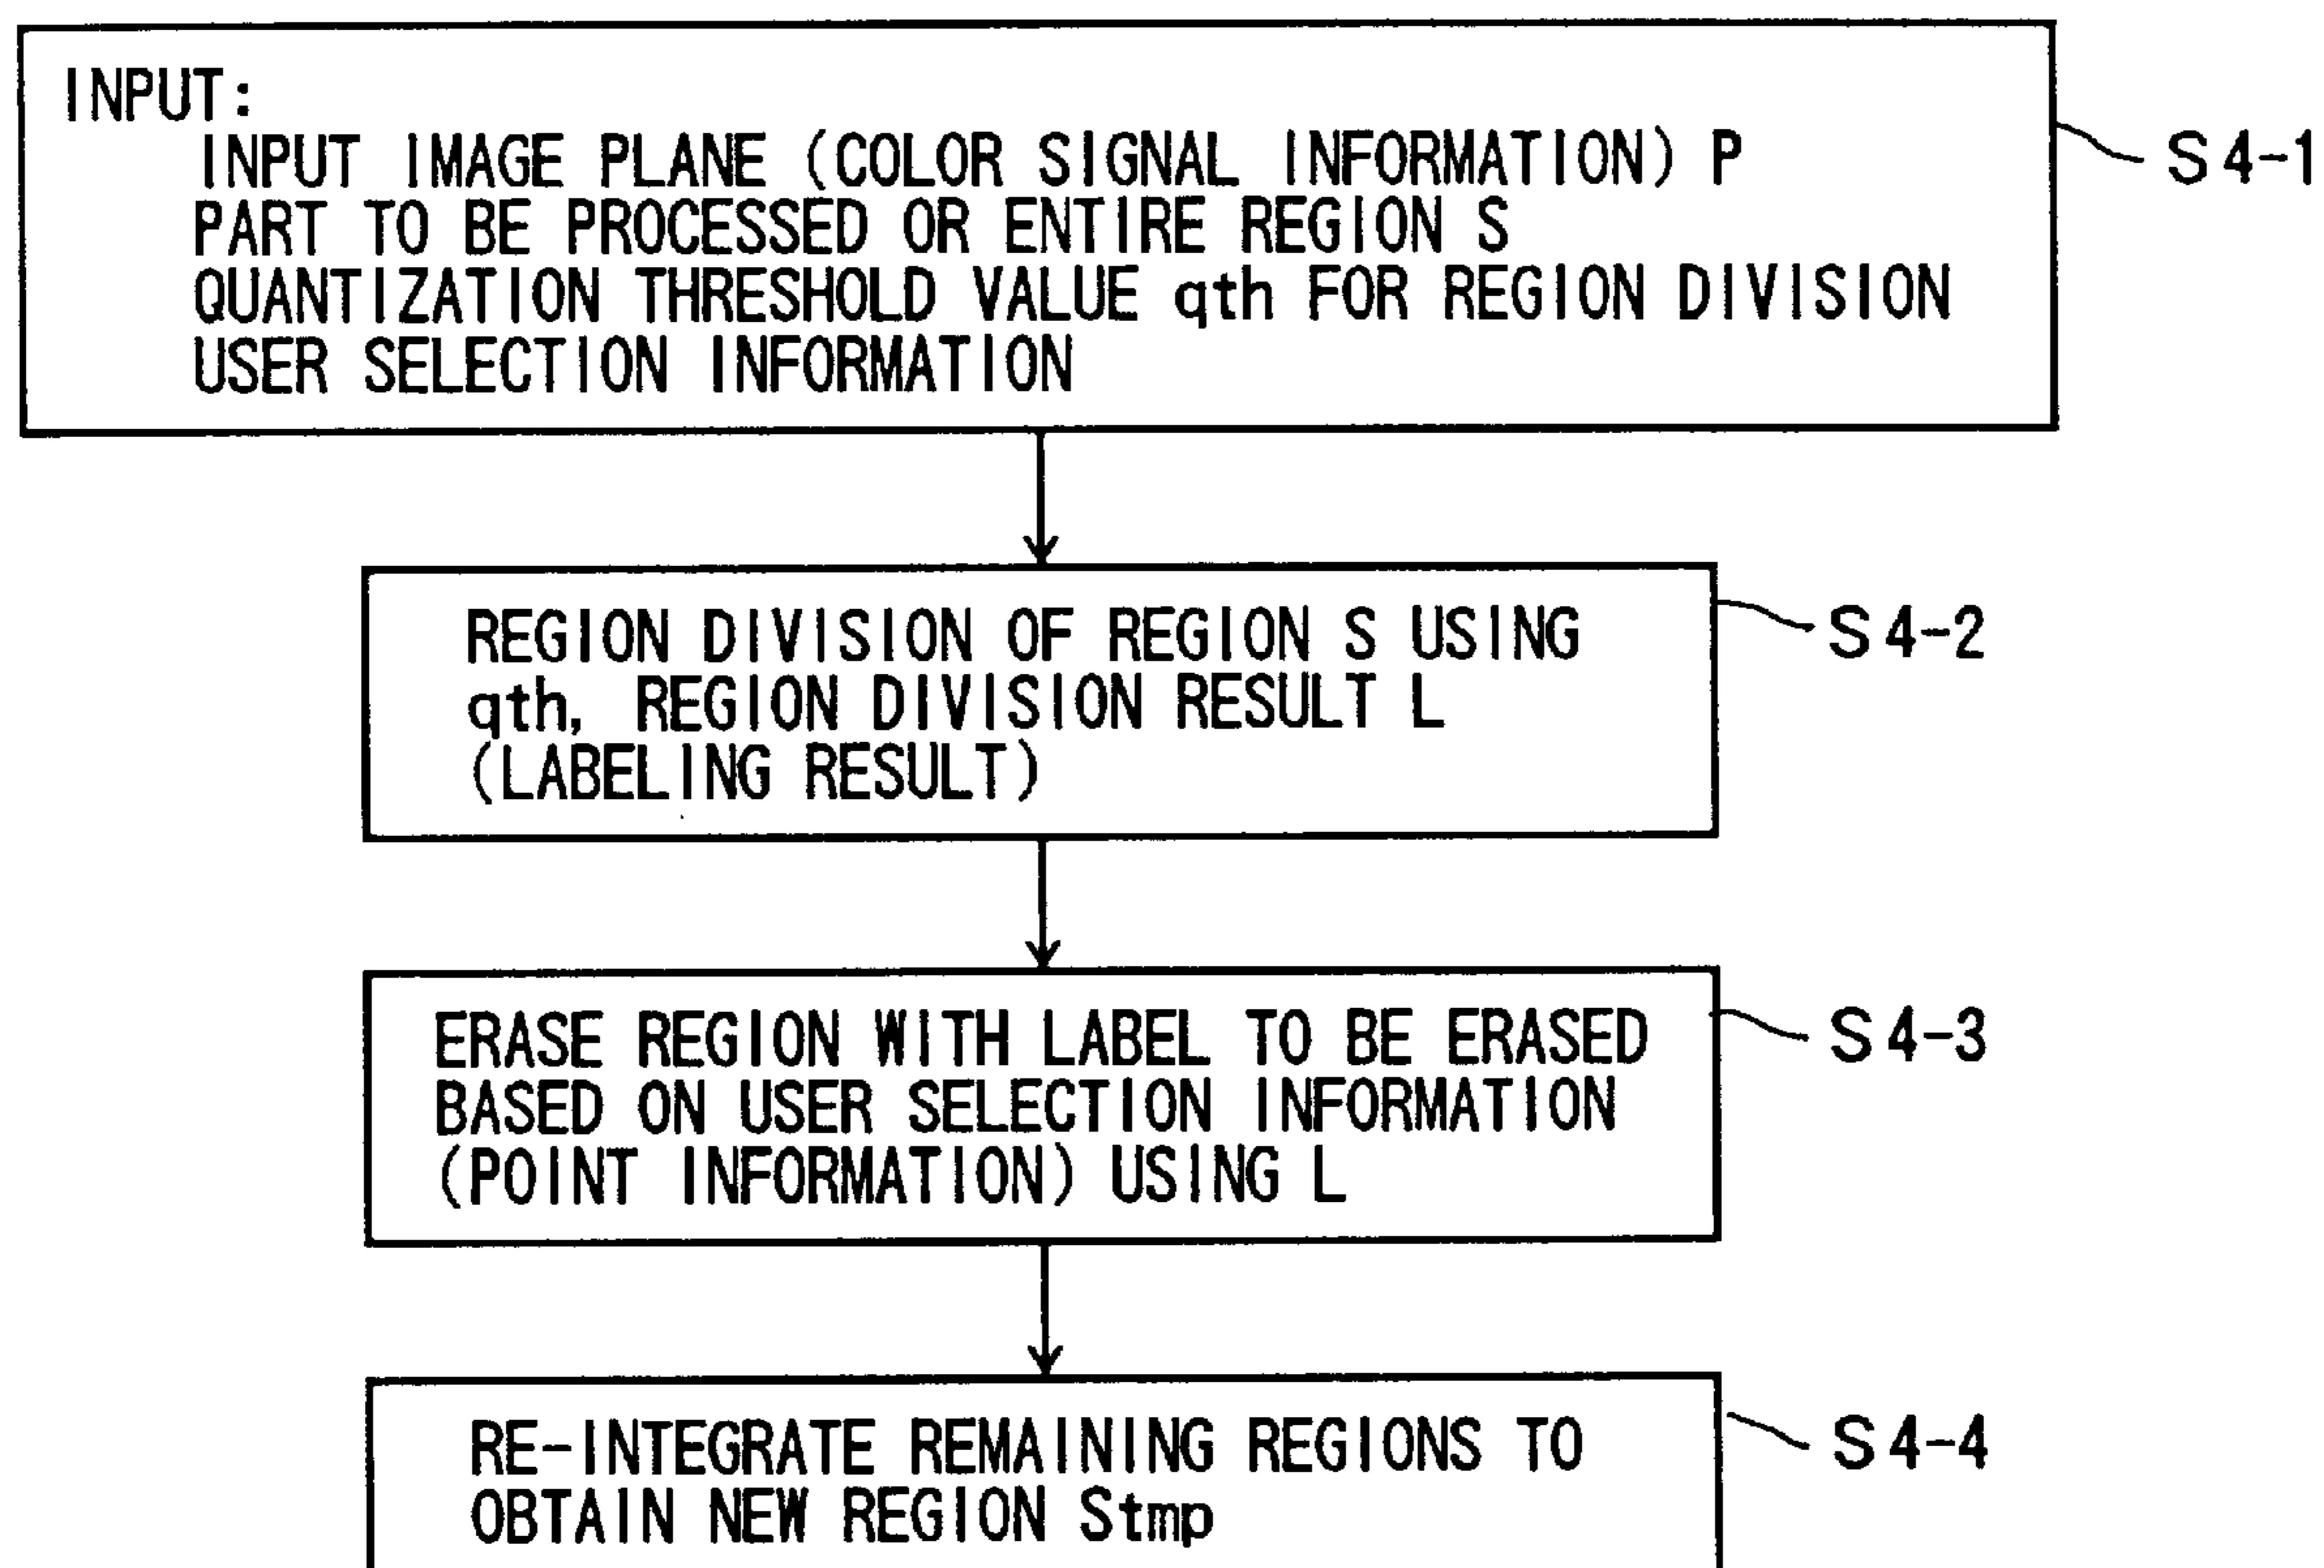 INPUT:
INPUT IMAGE PLANE (COLOR SIGNAL INFORMATION) P
PART TO BE PROCESSED OR ENTIRE REGION S
QUANTIZATION THRESHOLD VALUE qth FOR REGION DIVISION
USER SELECTION INFORMATION
S4-1
REGION DIVISION OF REGION S USING
qth, REGION DIVISION RESULT L
(LABELING RESULT)
S4-2
ERASE REGION WITH LABEL TO BE ERASED
BASED ON USER SELECTION INFORMATION
(POINT INFORMATION) USING L
S4-3
RE-INTEGRATE REMAINING REGIONS TO
OBTAIN NEW REGION Stmp
S4-4